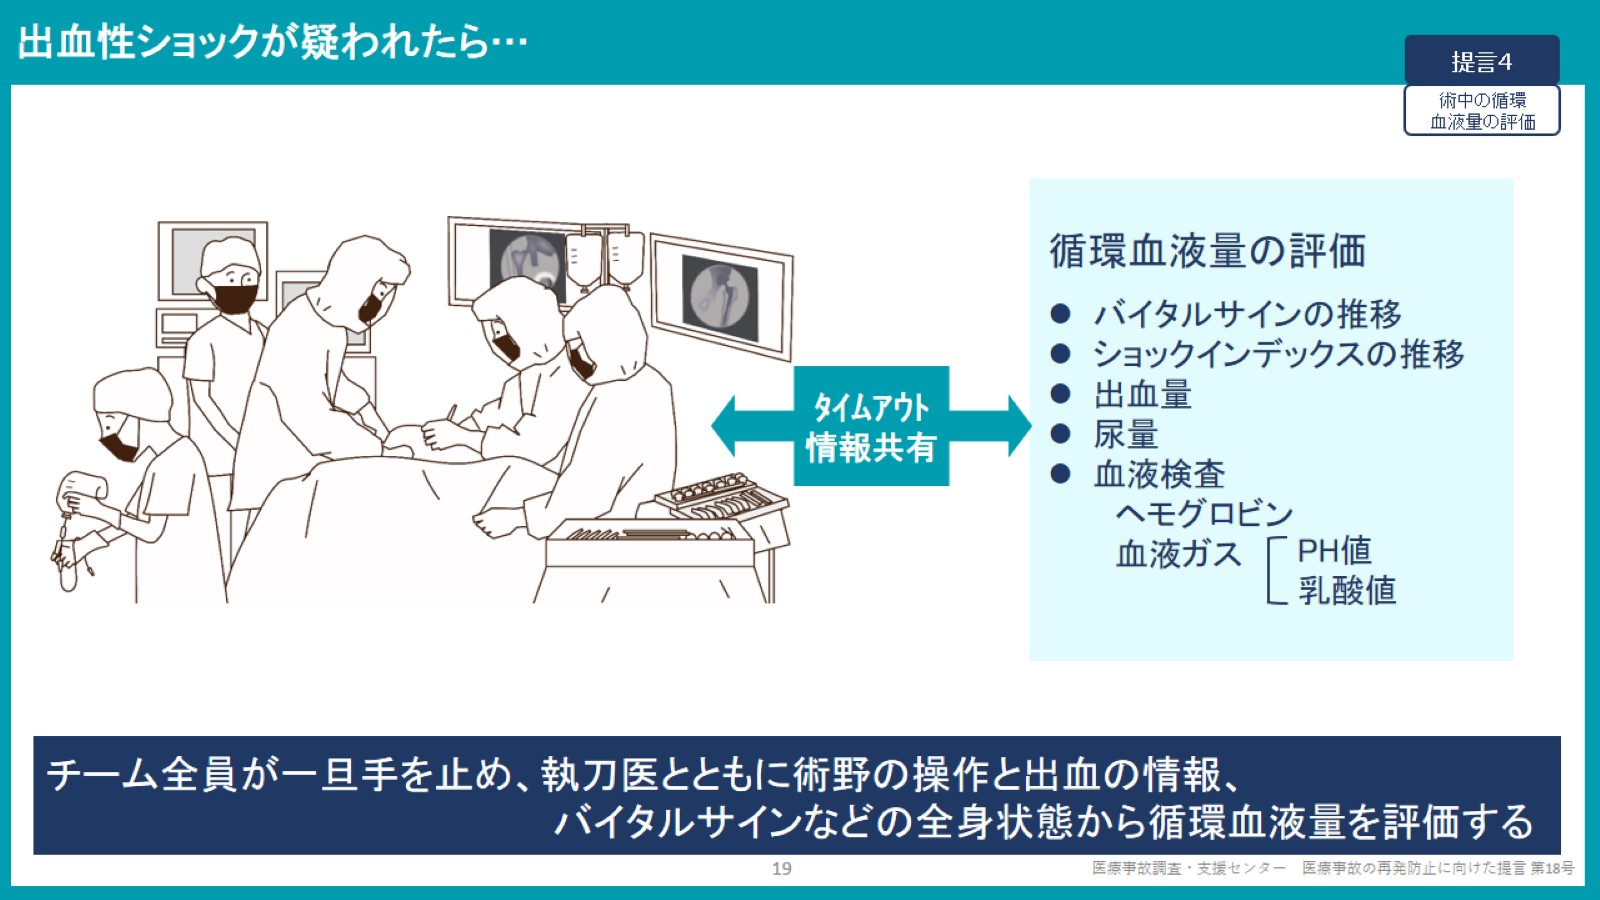 出血性ショックが疑われたら…
提言4
術中の循環
血液量の評価
循環血液量の評価
● バイタルサインの推移
● ショックインデックスの推移
● 出血量
● 尿量
● 血液検査
ヘモグロビン
血液ガス
PH値
乳酸値
タイムアウト
情報共有
チーム全員が一旦手を止め、執刀医とともに術野の操作と出血の情報、
バイタルサインなどの全身状態から循環血液量を評価する
19
医療事故調査・支援センター 医療事故の再発防止に向けた提言 第18号